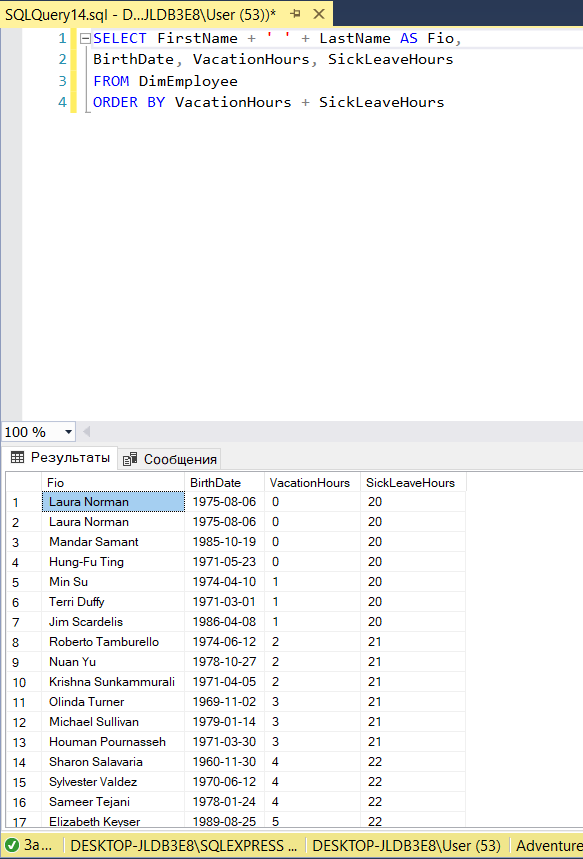 SQLQuery14.sql - D...JLDB3E8\User (53))*
1 SELECT FirstName + ' ' + LastName AS Fio,
2 BirthDate, VacationHours, SickLeaveHours
3 FROM DimEmployee
4 ORDER BY VacationHours + SickLeaveHours
100 %
Результаты Сообщения
Fio BirthDate VacationHours SickLeaveHours
1 Laura Norman 1975-08-06 0 20
2 Laura Norman 1975-08-06 0 20
3 Mandar Samant 1985-10-19 0 20
4 Hung-Fu Ting 1971-05-23 0 20
5 Min Su 1974-04-10 1 20
6 Terri Duffy 1971-03-01 1 20
7 Jim Scardelis 1986-04-08 1 20
8 Roberto Tamburello 1974-06-12 2 21
9 Nuan Yu 1978-10-27 2 21
10 Krishna Sunkammurali 1971-04-05 2 21
11 Olinda Turner 1969-11-02 3 21
12 Michael Sullivan 1979-01-14 3 21
13 Houman Pournasseh 1971-03-30 3 21
14 Sharon Salavaria 1960-11-30 4 22
15 Sylvester Valdez 1970-06-12 4 22
16 Sameer Tejani 1978-01-24 4 22
17 Elizabeth Keyser 1989-08-25 5 22
За... DESKTOP-JLDB3E8\SQLEXPRESS ... DESKTOP-JLDB3E8\User (53) Adventure